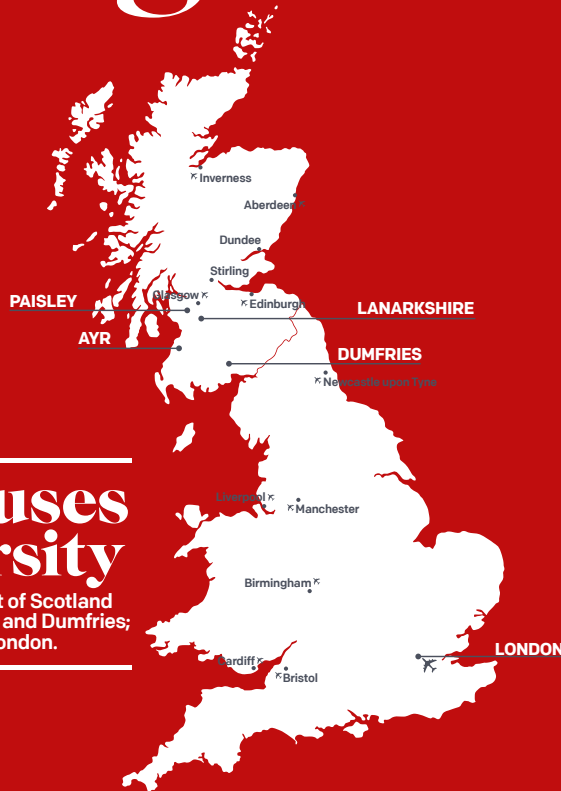 Inverness
Aberdeen
Dundee
Stirling
Glasgow
Edinburgh
PAISLEY
LANARKSHIRE
AYR
DUMFRIES
Newcastle upon Tyne
uses
rsity
t of Scotland
and Dumfries;
ondon.
Liverpool
Manchester
Birmingham
LONDON
Cardiff
Bristol